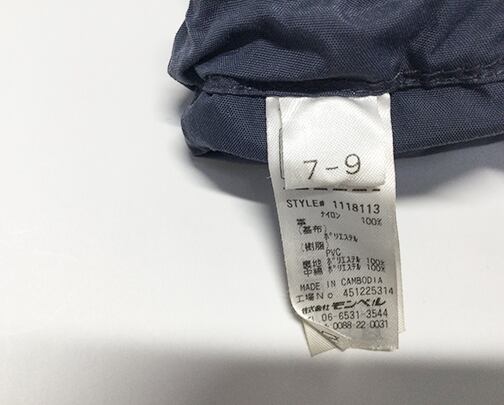 7-9
STYLE# 1118113
ナイロン 100%
(基布)
ポリエステル
(樹脂)
PVC
裏地 ポリエステル 100%
中綿 ポリエステル 100%
MADE IN CAMBODIA
工場No 451225314
株式会社 モンベル
06-6531-3544
0088-22-0031